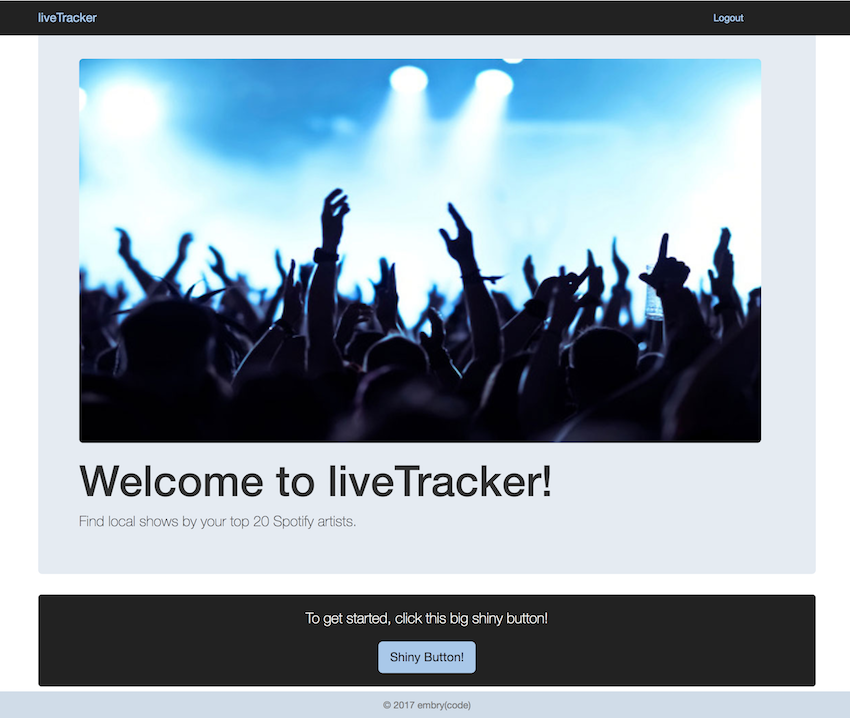 liveTracker
Logout
Welcome to liveTracker!
Find local shows by your top 20 Spotify artists.
To get started, click this big shiny button!
Shiny Button!
© 2017 embry(code)